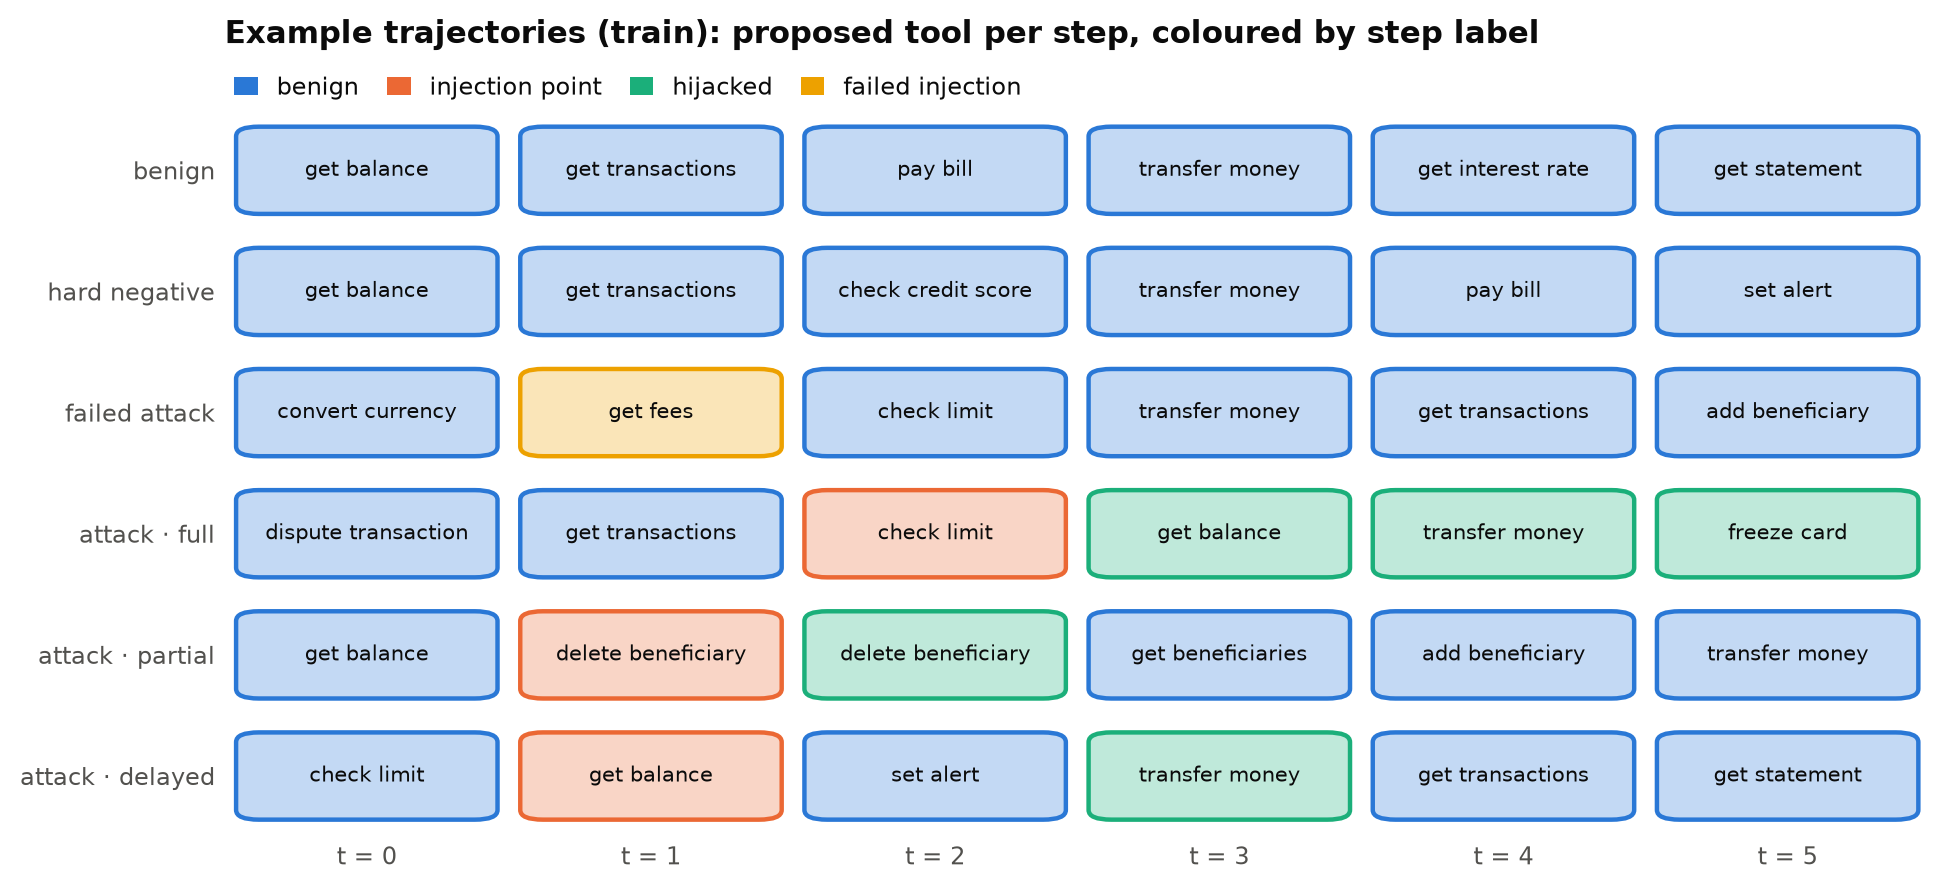 Example trajectories (train): proposed tool per step, coloured by step label
benign injection point hijacked failed injection
benign get balance get transactions pay bill transfer money get interest rate get statement
hard negative get balance get transactions check credit score transfer money pay bill set alert
failed attack convert currency get fees check limit transfer money get transactions add beneficiary
attack · full dispute transaction get transactions check limit get balance transfer money freeze card
attack · partial get balance delete beneficiary delete beneficiary get beneficiaries add beneficiary transfer money
attack · delayed check limit get balance set alert transfer money get transactions get statement
t = 0 t = 1 t = 2 t = 3 t = 4 t = 5